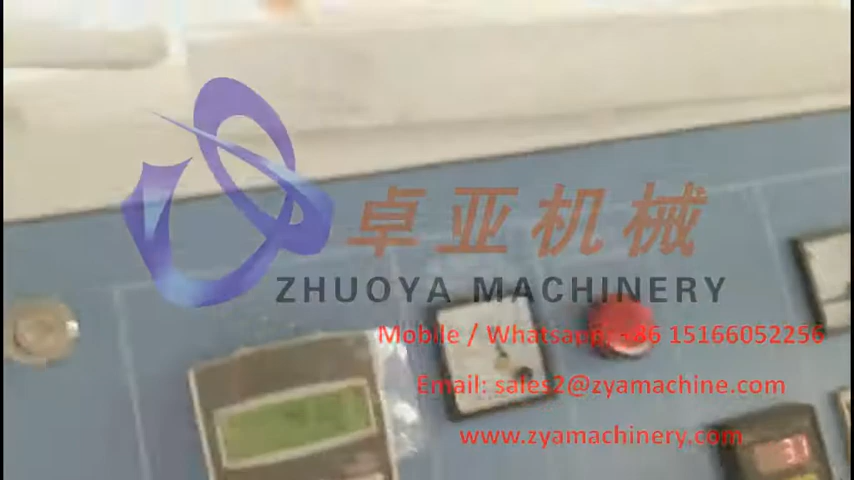 卓亚机械
ZHUOYA MACHINERY
Mobile / Whatsapp:+86 15166052256
Email: sales2@zyamachine.com
www.zyamachinery.com